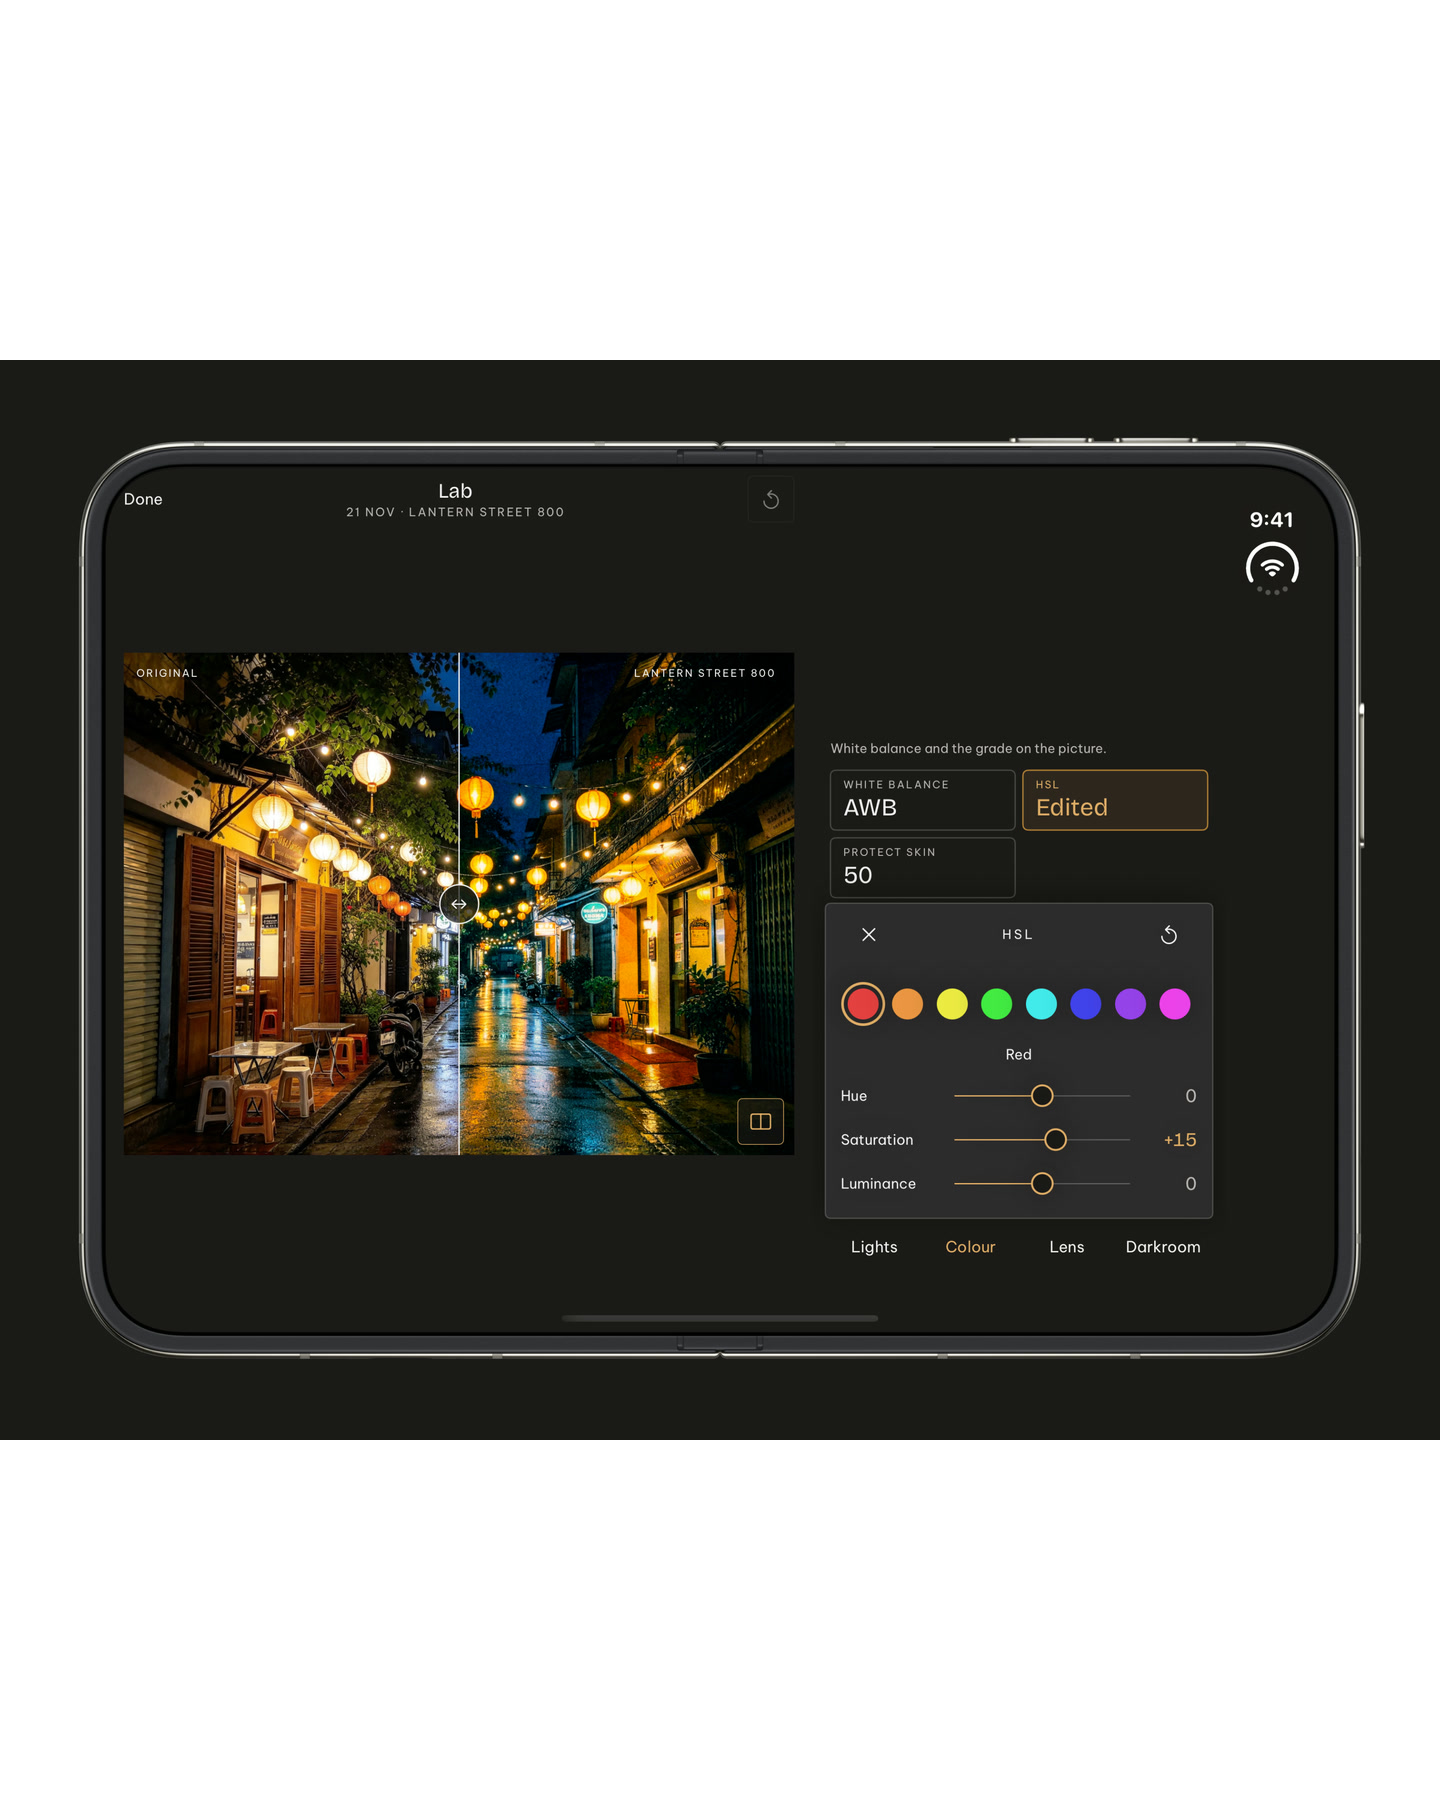 Done
Lab
21 NOV · LANTERN STREET 800
9:41
ORIGINAL
LANTERN STREET 800
White balance and the grade on the picture.
WHITE BALANCE
AWB
HSL
Edited
PROTECT SKIN
50
HSL
Red
Hue
0
Saturation
+15
Luminance
0
Lights
Colour
Lens
Darkroom